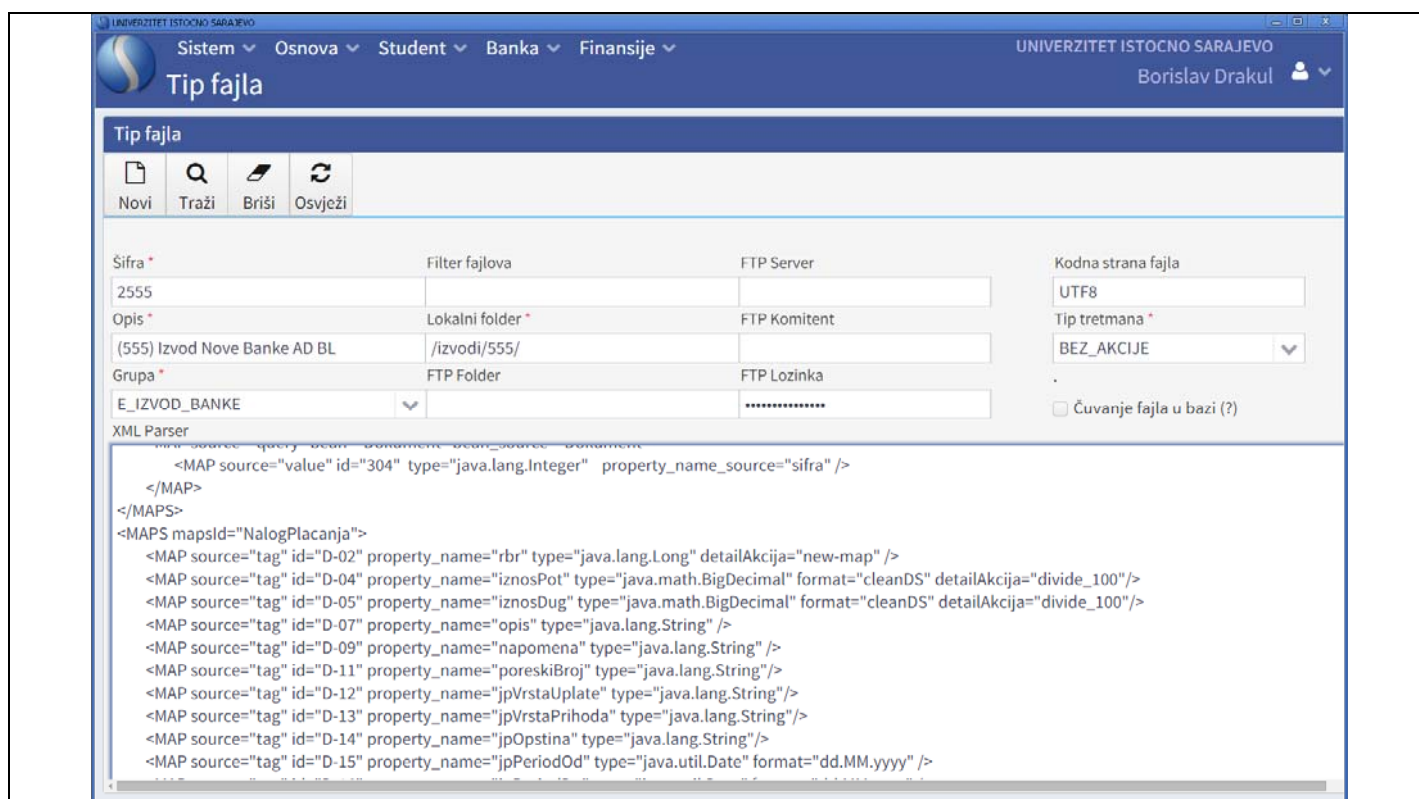 UNIVERZITET ISTOCNO SARAJEVO
Sistem Osnova Student Banka Finansije
UNIVERZITET ISTOCNO SARAJEVO
Tip fajla
Borislav Drakul
Tip fajla
Novi Traži Briši Osvježi
Šifra * Filter fajlova FTP Server Kodna strana fajla
2555 UTF8
Opis * Lokalni folder * FTP Komitent Tip tretmana *
(555) Izvod Nove Banke AD BL /izvodi/555/ BEZ_AKCIJE
Grupa * FTP Folder FTP Lozinka .
E_IZVOD_BANKE •••••••••••••••
Čuvanje fajla u bazi (?)
XML Parser
<MAP source="value" id="304" type="java.lang.Integer" property_name_source="sifra" />
</MAP>
</MAPS>
<MAPS mapsId="NalogPlacanja">
<MAP source="tag" id="D-02" property_name="rbr" type="java.lang.Long" detailAkcija="new-map" />
<MAP source="tag" id="D-04" property_name="iznosPot" type="java.math.BigDecimal" format="cleanDS" detailAkcija="divide_100"/>
<MAP source="tag" id="D-05" property_name="iznosDug" type="java.math.BigDecimal" format="cleanDS" detailAkcija="divide_100"/>
<MAP source="tag" id="D-07" property_name="opis" type="java.lang.String" />
<MAP source="tag" id="D-09" property_name="napomena" type="java.lang.String" />
<MAP source="tag" id="D-11" property_name="poreskiBroj" type="java.lang.String"/>
<MAP source="tag" id="D-12" property_name="jpVrstaUplate" type="java.lang.String"/>
<MAP source="tag" id="D-13" property_name="jpVrstaPrihoda" type="java.lang.String"/>
<MAP source="tag" id="D-14" property_name="jpOpstina" type="java.lang.String"/>
<MAP source="tag" id="D-15" property_name="jpPeriodOd" type="java.util.Date" format="dd.MM.yyyy" />